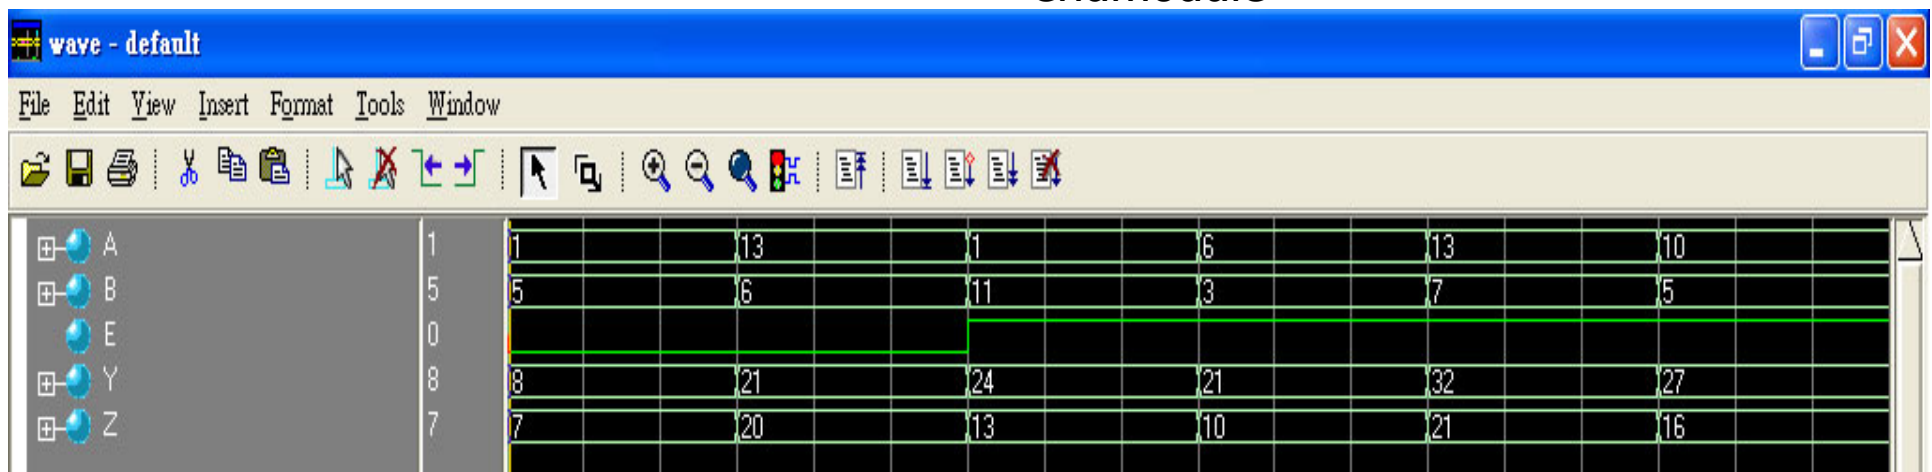 wave - default
File Edit View Insert Format Tools Window
A 1 1 13 1 6 13 10
B 5 5 6 11 3 7 5
E 0
Y 8 8 21 24 21 32 27
Z 7 7 20 13 10 21 16